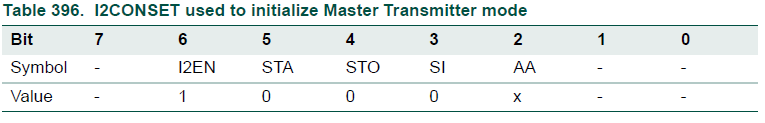 Table 396. I2CONSET used to initialize Master Transmitter mode
Bit 7 6 5 4 3 2 1 0
Symbol - I2EN STA STO SI AA - -
Value - 1 0 0 0 x - -